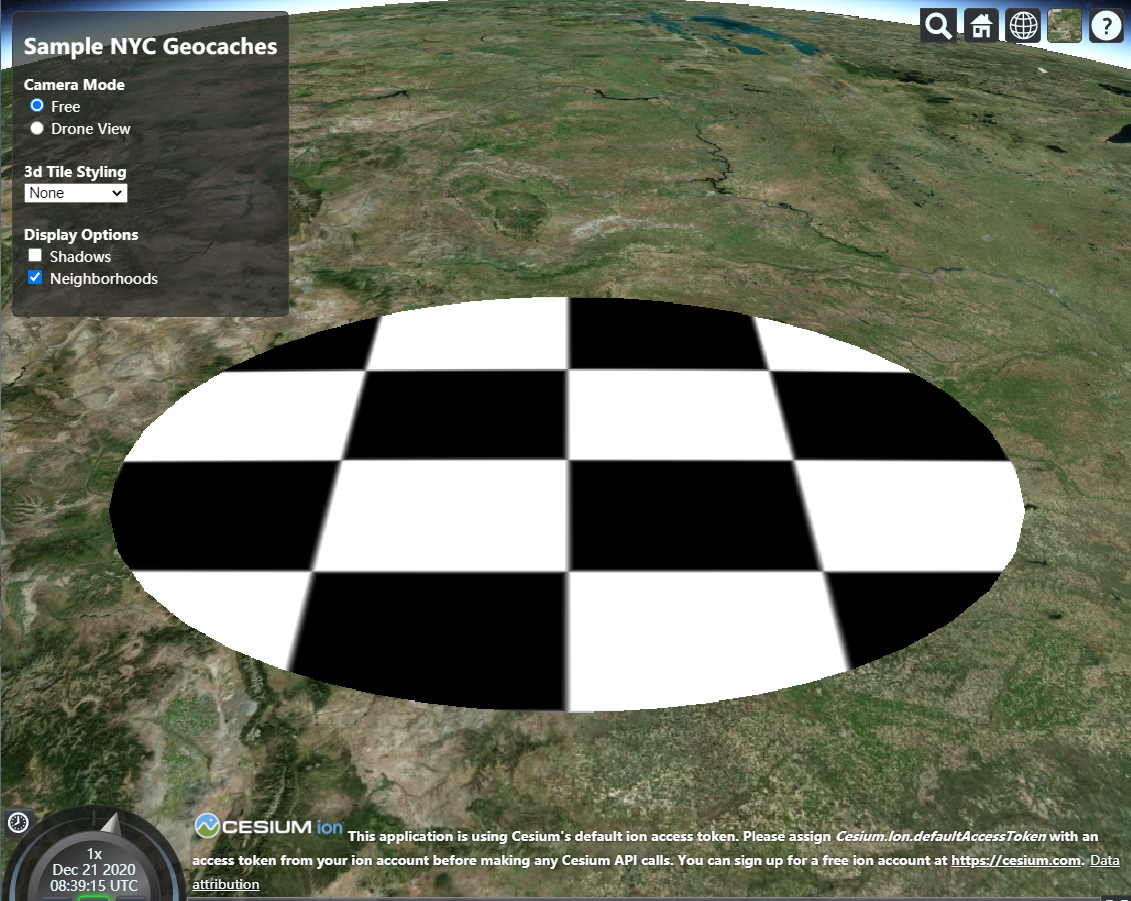 Sample NYC Geocaches
Camera Mode
Free
Drone View
3d Tile Styling
None
Display Options
Shadows
Neighborhoods
?
CESIUM ion This application is using Cesium's default ion access token. Please assign Cesium.Ion.defaultAccessToken with an
access token from your ion account before making any Cesium API calls. You can sign up for a free ion account at https://cesium.com. Data
attribution
1x
Dec 21 2020
08:39:15 UTC